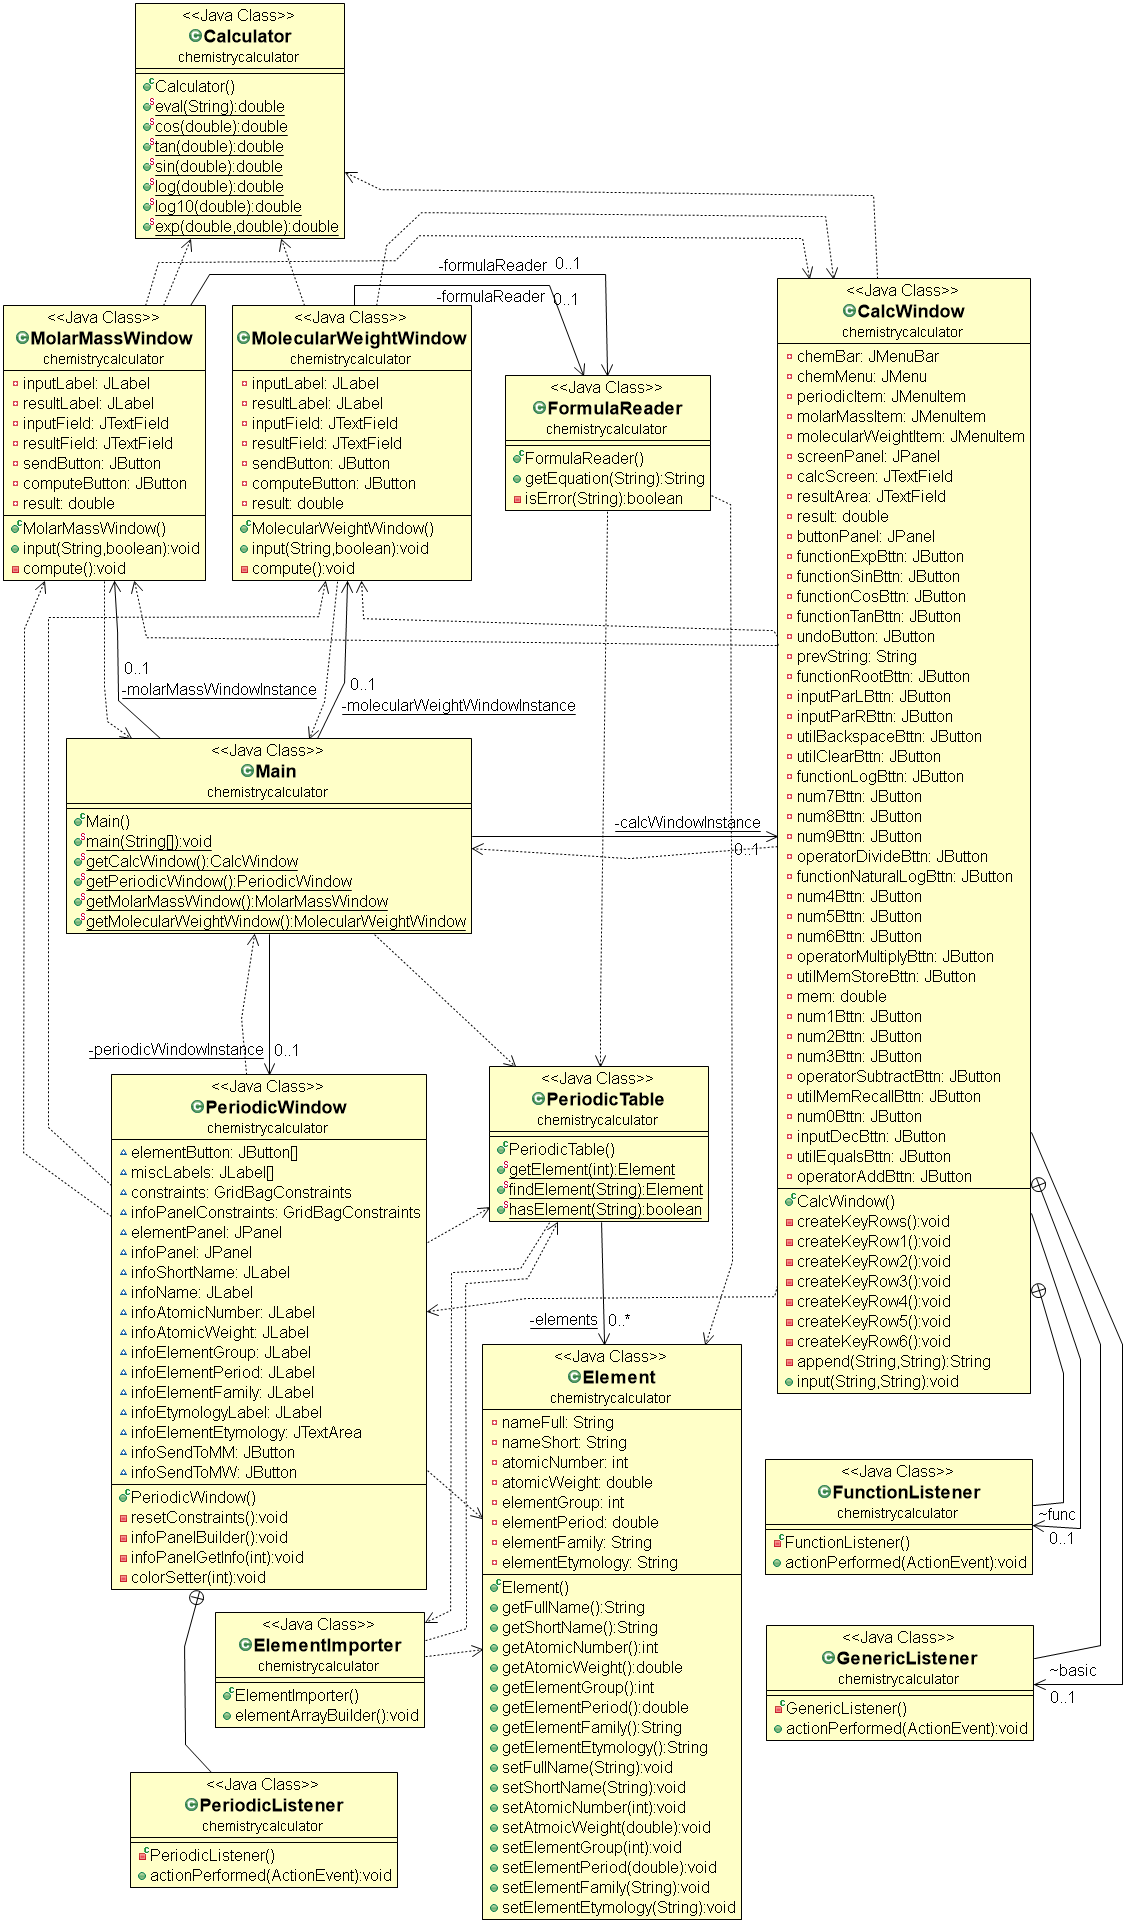 <<Java Class>>
Calculator
chemistrycalculator
Calculator()
eval(String):double
cos(double):double
tan(double):double
sin(double):double
log(double):double
log10(double):double
exp(double,double):double
-formulaReader 0..1
-formulaReader 0..1
<<Java Class>>
MolarMassWindow
chemistrycalculator
inputLabel: JLabel
resultLabel: JLabel
inputField: JTextField
resultField: JTextField
sendButton: JButton
computeButton: JButton
result: double
MolarMassWindow()
input(String,boolean):void
compute():void
<<Java Class>>
MolecularWeightWindow
chemistrycalculator
inputLabel: JLabel
resultLabel: JLabel
inputField: JTextField
resultField: JTextField
sendButton: JButton
computeButton: JButton
result: double
MolecularWeightWindow()
input(String,boolean):void
compute():void
<<Java Class>>
FormulaReader
chemistrycalculator
FormulaReader()
getEquation(String):String
isError(String):boolean
<<Java Class>>
CalcWindow
chemistrycalculator
chemBar: JMenuBar
chemMenu: JMenu
periodicItem: JMenuItem
molarMassItem: JMenuItem
molecularWeightItem: JMenuItem
screenPanel: JPanel
calcScreen: JTextField
resultArea: JTextField
result: double
buttonPanel: JPanel
functionExpBttn: JButton
functionSinBttn: JButton
functionCosBttn: JButton
functionTanBttn: JButton
undoButton: JButton
prevString: String
functionRootBttn: JButton
inputParLBttn: JButton
inputParRBttn: JButton
utilBackspaceBttn: JButton
utilClearBttn: JButton
functionLogBttn: JButton
num7Bttn: JButton
num8Bttn: JButton
num9Bttn: JButton
operatorDivideBttn: JButton
functionNaturalLogBttn: JButton
num4Bttn: JButton
num5Bttn: JButton
num6Bttn: JButton
operatorMultiplyBttn: JButton
utilMemStoreBttn: JButton
mem: double
num1Bttn: JButton
num2Bttn: JButton
num3Bttn: JButton
operatorSubtractBttn: JButton
utilMemRecallBttn: JButton
num0Bttn: JButton
inputDecBttn: JButton
utilEqualsBttn: JButton
operatorAddBttn: JButton
CalcWindow()
createKeyRows():void
createKeyRow1():void
createKeyRow2():void
createKeyRow3():void
createKeyRow4():void
createKeyRow5():void
createKeyRow6():void
append(String,String):String
input(String,String):void
0..1
-molarMassWindowInstance
0..1
-molecularWeightWindowInstance
<<Java Class>>
Main
chemistrycalculator
Main()
main(String[]):void
getCalcWindow():CalcWindow
getPeriodicWindow():PeriodicWindow
getMolarMassWindow():MolarMassWindow
getMolecularWeightWindow():MolecularWeightWindow
-calcWindowInstance
0..1
-periodicWindowInstance 0..1
<<Java Class>>
PeriodicWindow
chemistrycalculator
elementButton: JButton[]
miscLabels: JLabel[]
constraints: GridBagConstraints
infoPanelConstraints: GridBagConstraints
elementPanel: JPanel
infoPanel: JPanel
infoShortName: JLabel
infoName: JLabel
infoAtomicNumber: JLabel
infoAtomicWeight: JLabel
infoElementGroup: JLabel
infoElementPeriod: JLabel
infoElementFamily: JLabel
infoEtymologyLabel: JLabel
infoElementEtymology: JTextArea
infoSendToMM: JButton
infoSendToMW: JButton
PeriodicWindow()
resetConstraints():void
infoPanelBuilder():void
infoPanelGetInfo(int):void
colorSetter(int):void
<<Java Class>>
PeriodicTable
chemistrycalculator
PeriodicTable()
getElement(int):Element
findElement(String):Element
hasElement(String):boolean
-elements 0..*
<<Java Class>>
Element
chemistrycalculator
nameFull: String
nameShort: String
atomicNumber: int
atomicWeight: double
elementGroup: int
elementPeriod: double
elementFamily: String
elementEtymology: String
Element()
getFullName():String
getShortName():String
getAtomicNumber():int
getAtomicWeight():double
getElementGroup():int
getElementPeriod():double
getElementFamily():String
getElementEtymology():String
setFullName(String):void
setShortName(String):void
setAtomicNumber(int):void
setAtmoicWeight(double):void
setElementGroup(int):void
setElementPeriod(double):void
setElementFamily(String):void
setElementEtymology(String):void
<<Java Class>>
FunctionListener
chemistrycalculator
FunctionListener()
actionPerformed(ActionEvent):void
~func
0..1
<<Java Class>>
GenericListener
chemistrycalculator
GenericListener()
actionPerformed(ActionEvent):void
~basic
0..1
<<Java Class>>
ElementImporter
chemistrycalculator
ElementImporter()
elementArrayBuilder():void
<<Java Class>>
PeriodicListener
chemistrycalculator
PeriodicListener()
actionPerformed(ActionEvent):void